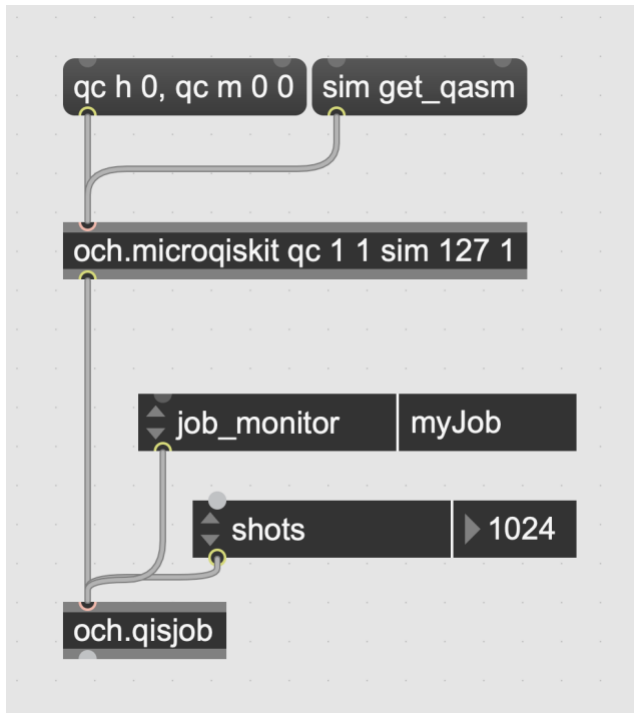 qc h 0, qc m 0 0
sim get_qasm
och.microqiskit qc 1 1 sim 127 1
job_monitor
myJob
shots
1024
och.qisjob